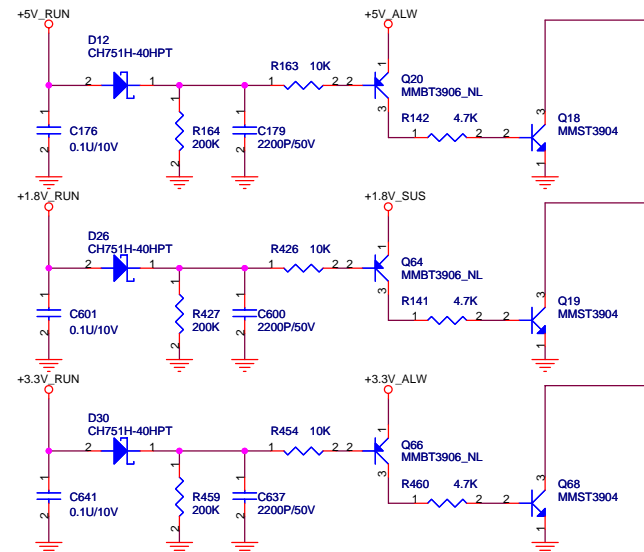 +5V_RUN
+5V_ALW
D12
CH751H-40HPT
2 1
R163 10K
1 2 2
1
Q20
MMBT3906_NL
3
1
C176
0.1U/10V
2
1
R164
200K
2
1
C179
2200P/50V
2
R142 4.7K
1 2 2
3
Q18
MMST3904
1
+1.8V_RUN
+1.8V_SUS
D26
CH751H-40HPT
2 1
R426 10K
1 2 2
1
Q64
MMBT3906_NL
3
1
C601
0.1U/10V
2
1
R427
200K
2
1
C600
2200P/50V
2
R141 4.7K
1 2 2
3
Q19
MMST3904
1
+3.3V_RUN
+3.3V_ALW
D30
CH751H-40HPT
2 1
R454 10K
1 2 2
1
Q66
MMBT3906_NL
3
1
C641
0.1U/10V
2
1
R459
200K
2
1
C637
2200P/50V
2
R460 4.7K
1 2 2
3
Q68
MMST3904
1